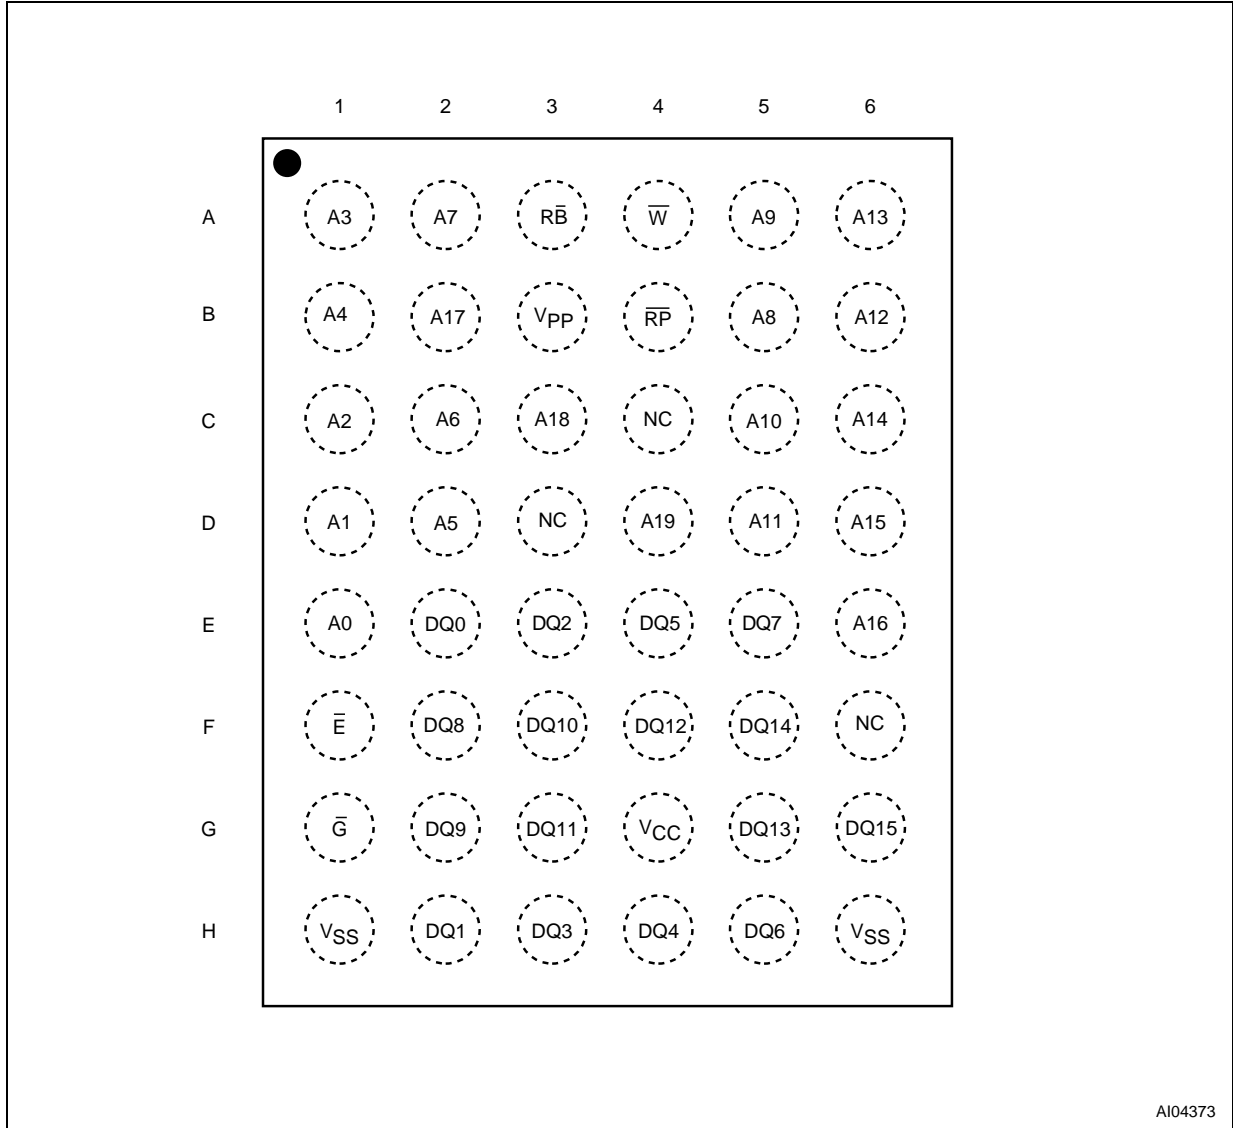 1 2 3 4 5 6
A A3 A7 RB̅ W̅ A9 A13
B A4 A17 VPP R̅P̅ A8 A12
C A2 A6 A18 NC A10 A14
D A1 A5 NC A19 A11 A15
E A0 DQ0 DQ2 DQ5 DQ7 A16
F E̅ DQ8 DQ10 DQ12 DQ14 NC
G G̅ DQ9 DQ11 VCC DQ13 DQ15
H VSS DQ1 DQ3 DQ4 DQ6 VSS
AI04373